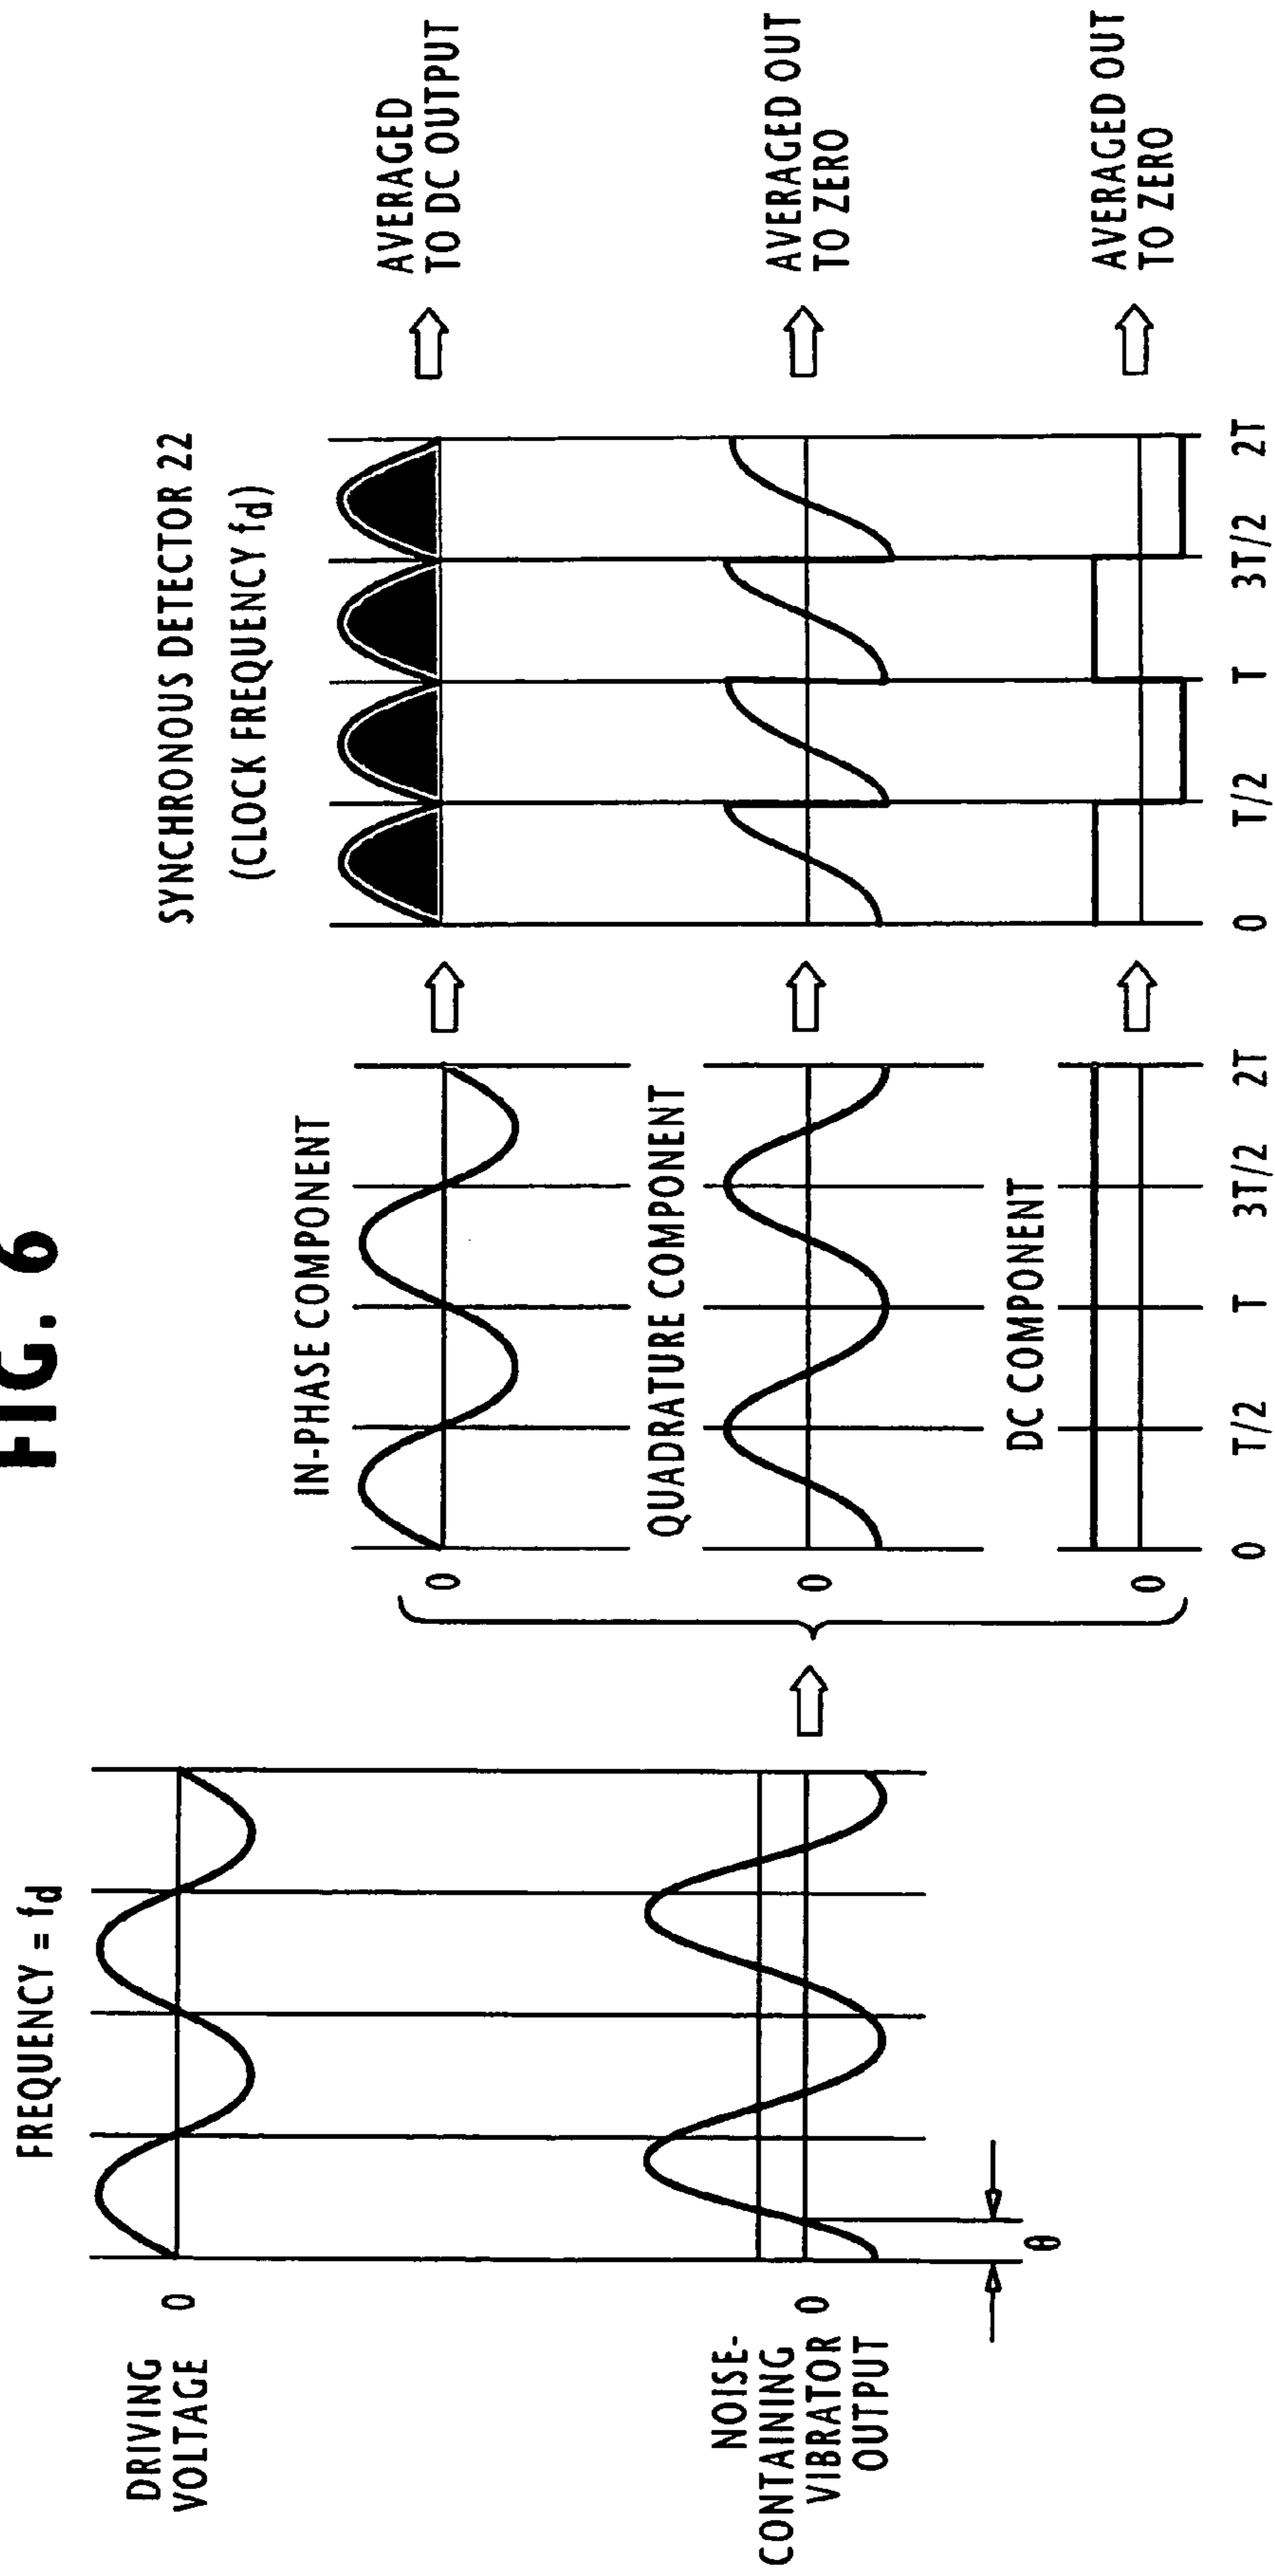 FIG. 6
FREQUENCY = fd
DRIVING
VOLTAGE
0
NOISE-
CONTAINING
VIBRATOR
OUTPUT
0
θ
IN-PHASE COMPONENT
0
QUADRATURE COMPONENT
0
DC COMPONENT
0
0 T/2 T 3T/2 2T
SYNCHRONOUS DETECTOR 22
(CLOCK FREQUENCY fd)
0 T/2 T 3T/2 2T
AVERAGED
TO DC OUTPUT
AVERAGED OUT
TO ZERO
AVERAGED OUT
TO ZERO